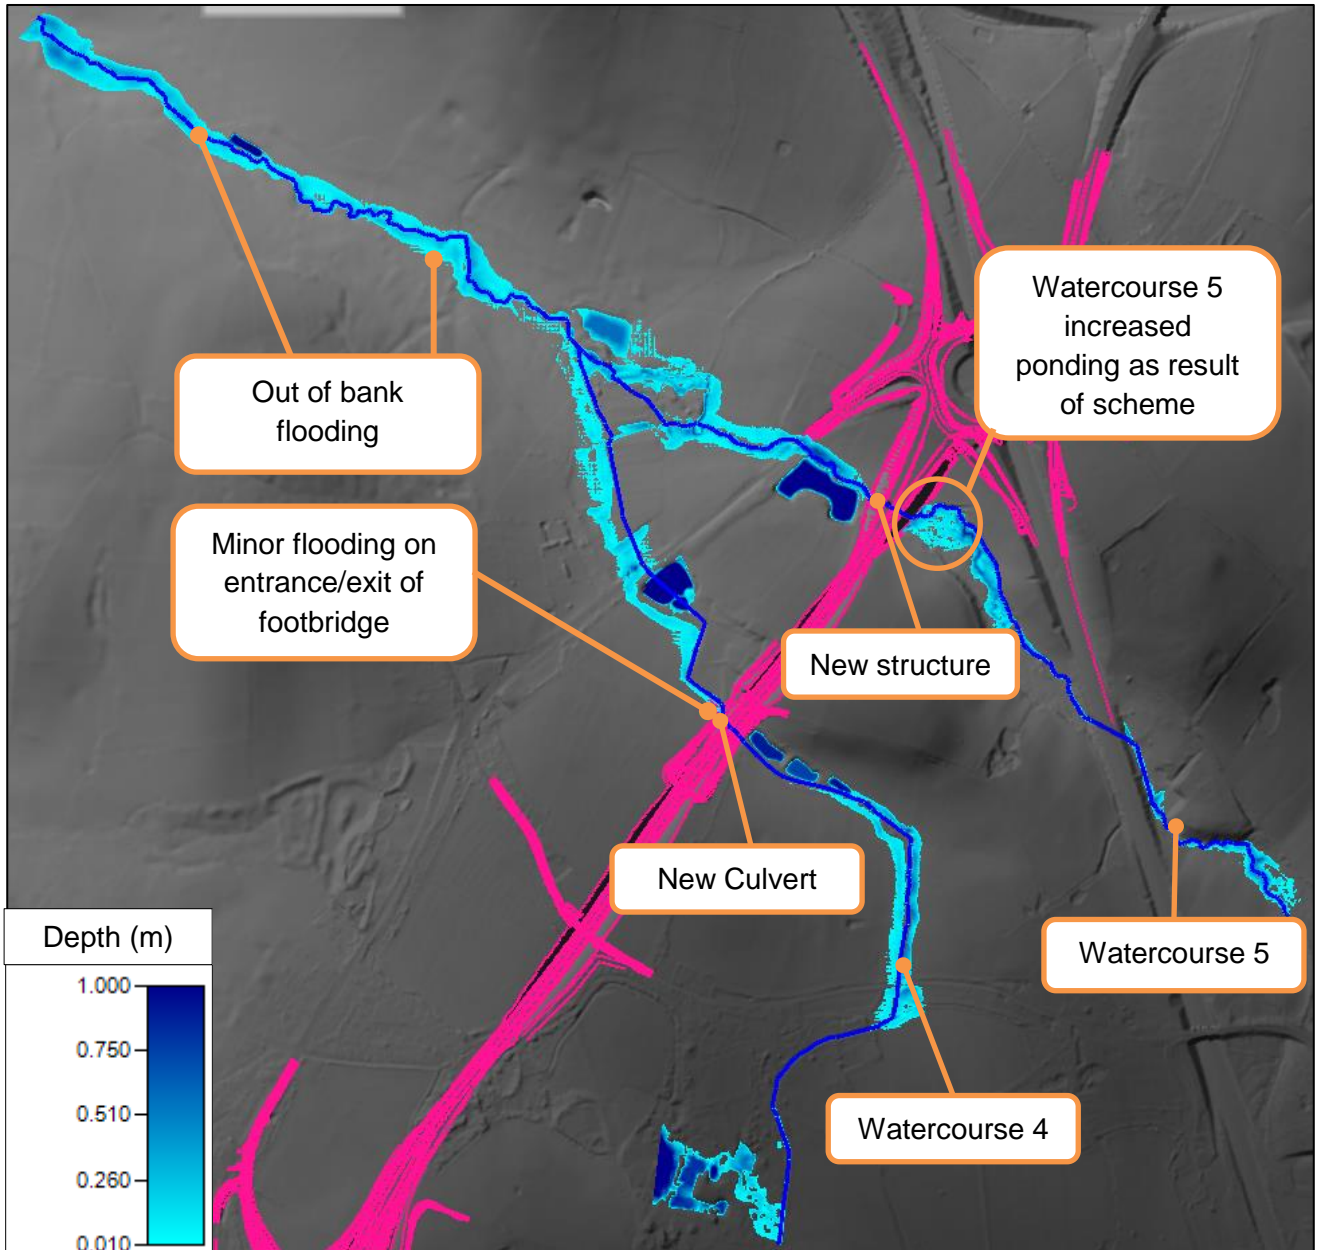 Watercourse 5
increased
ponding as result
of scheme
Out of bank
flooding
Minor flooding on
entrance/exit of
footbridge
New structure
New Culvert
Watercourse 5
Watercourse 4
Depth (m)
1.000
0.750
0.510
0.260
0.010